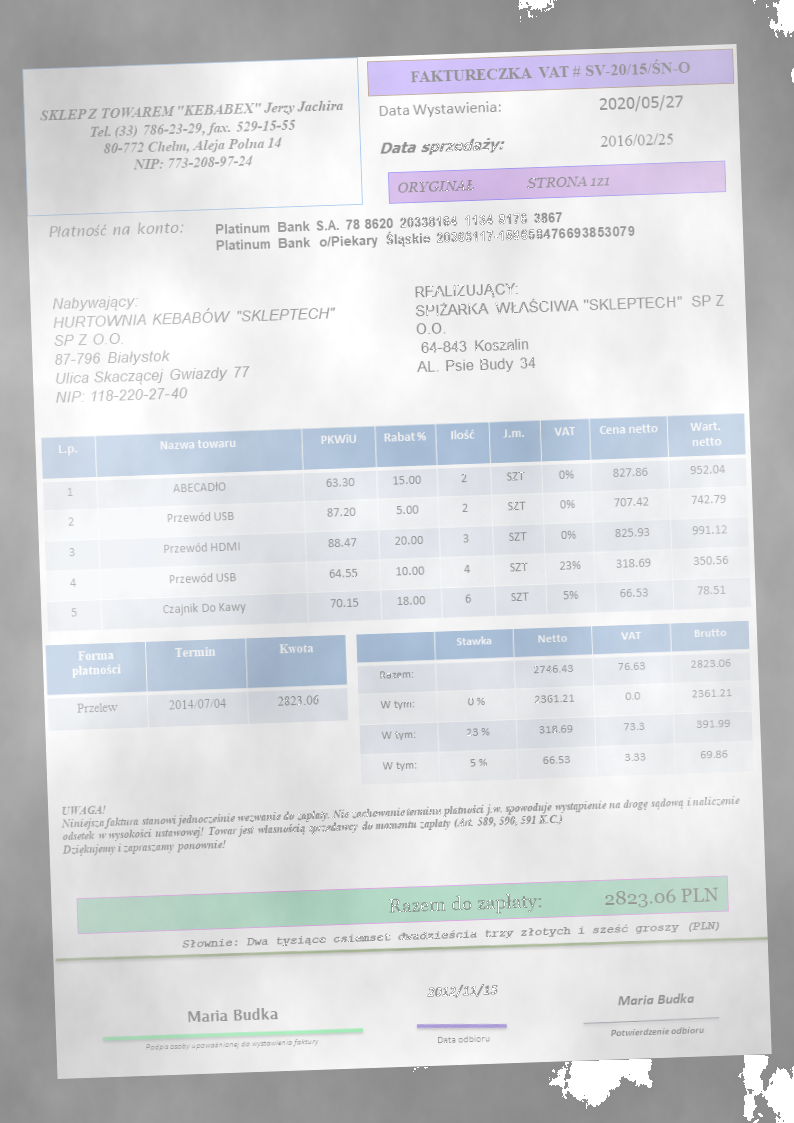 SKLEP Z TOWAREM "KEBABEX" Jerzy Jachira
Tel. (33) 786-23-29, fax. 529-15-55
80-772 Chełm, Aleja Polna 14
NIP: 773-208-97-24
FAKTURECZKA VAT # SV-20/15/ŚN-O
Data Wystawienia: 2020/05/27
Data sprzedaży: 2016/02/25
ORYGINAŁ STRONA 1z1
Płatność na konto: Platinum Bank S.A. 78 8620 3867
Platinum Bank o/Piekary Śląskie
Nabywający:
HURTOWNIA KEBABÓW "SKLEPTECH"
SP Z O.O.
87-796 Białystok
Ulica Skaczącej Gwiazdy 77
NIP: 118-220-27-40
REALIZUJĄCY:
SPIŻARKA WŁAŚCIWA "SKLEPTECH" SP Z
O.O.
64-843 Koszalin
AL. Psie Budy 34
L.p. Nazwa towaru PKWiU Rabat % Ilość J.m. VAT Cena netto Wart. netto
1 ABECADŁO 63.30 15.00 2 SZT 0% 827.86 952.04
2 Przewód USB 87.20 5.00 2 SZT 0% 707.42 742.79
3 Przewód HDMI 88.47 20.00 3 SZT 0% 825.93 991.12
4 Przewód USB 64.55 10.00 4 SZT 23% 318.69 350.56
5 Czajnik Do Kawy 70.15 18.00 6 SZT 5% 66.53 78.51
Forma płatności Termin Kwota
Przelew 2014/07/04 2823.06
Stawka Netto VAT Brutto
Razem: 2746.43 76.63 2823.06
W tym: 0 % 2361.21 0.0 2361.21
W tym: 23 % 318.69 73.3 391.99
W tym: 5 % 66.53 3.33 69.86
UWAGA!
Niniejsza faktura stanowi jednocześnie wezwanie do zapłaty. Nie zachowanie terminu płatności j.w. spowoduje wystąpienie na drogę sądową i naliczenie
odsetek w wysokości ustawowej! Towar jest własnością sprzedawcy do momentu zapłaty (Art. 589, 590, 591 K.C.)
Dziękujemy i zapraszamy ponownie!
Razem do zapłaty: 2823.06 PLN
Słownie: Dwa tysiące osiemset dwadzieścia trzy złotych i sześć groszy (PLN)
Maria Budka
Podpis osoby upoważnionej do wystawienia faktury
Data odbioru
Maria Budka
Potwierdzenie odbioru